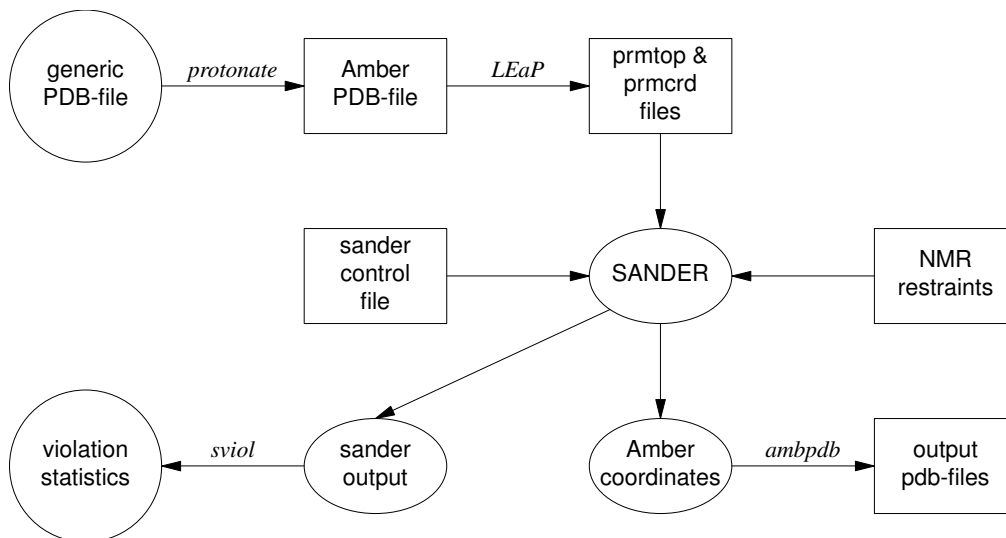 generic
PDB-file
protonate
Amber
PDB-file
LEaP
prmtop &
prmcrd
files
sander
control
file
SANDER
NMR
restraints
violation
statistics
sviol
sander
output
Amber
coordinates
ambpdb
output
pdb-files